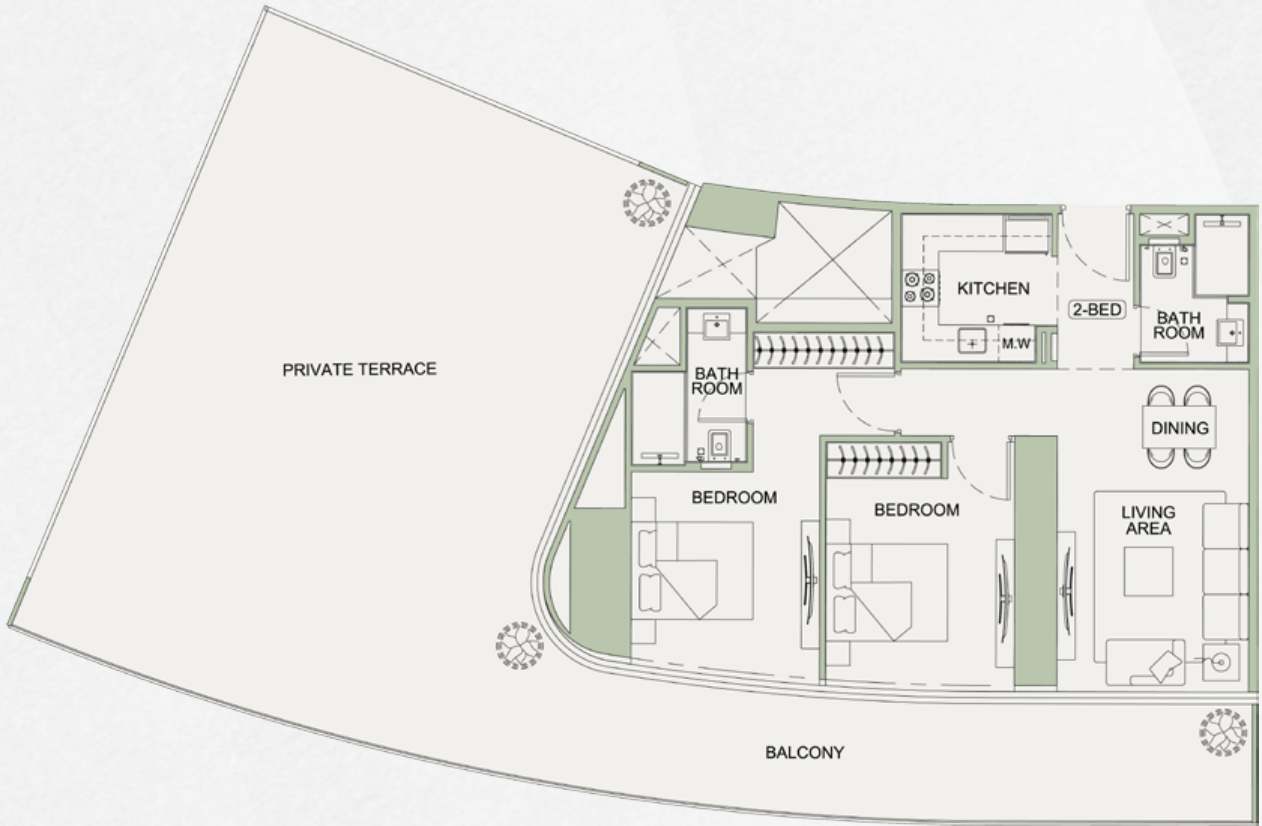 KITCHEN
2-BED
M.W
BATH
ROOM
PRIVATE TERRACE
BATH
ROOM
DINING
BEDROOM
BEDROOM
LIVING
AREA
BALCONY